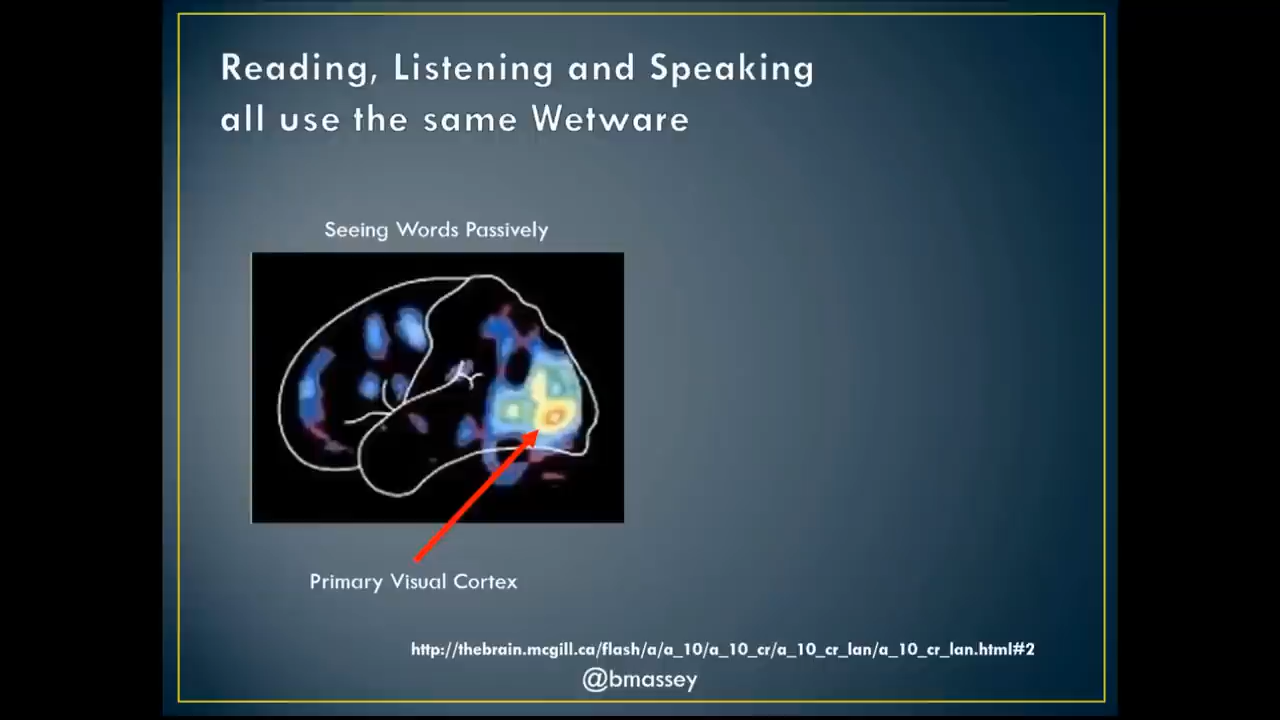 Reading, Listening and Speaking
all use the same Wetware
Seeing Words Passively
Primary Visual Cortex
http://thebrain.mcgill.ca/flash/a/a_10/a_10_cr/a_10_cr_lan/a_10_cr_lan.html#2
@bmassey